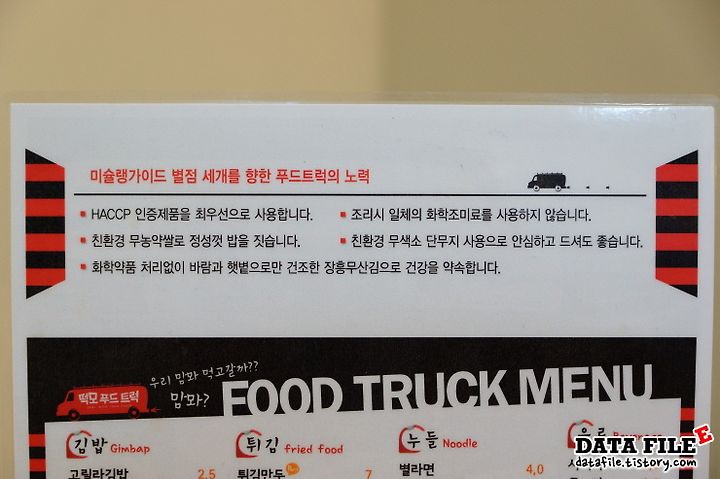 미슐랭가이드 별점 세개를 향한 푸드트럭의 노력
HACCP 인증제품을 최우선으로 사용합니다.
조리시 일체의 화학조미료를 사용하지 않습니다.
친환경 무농약쌀로 정성껏 밥을 짓습니다.
친환경 무색소 단무지 사용으로 안심하고 드셔도 좋습니다.
화학약품 처리없이 바람과 햇볕으로만 건조한 장흥무산김으로 건강을 약속합니다.
우리 맘콰 먹고갈까??
맘콰?
떡모 푸드트럭
FOOD TRUCK MENU
김밥 Gimbap
튀김 fried food
누들 Noodle
고릴라김밥 2,5
튀김만두 7
별라면 4,0
DATA FILE
datafile.tistory.com